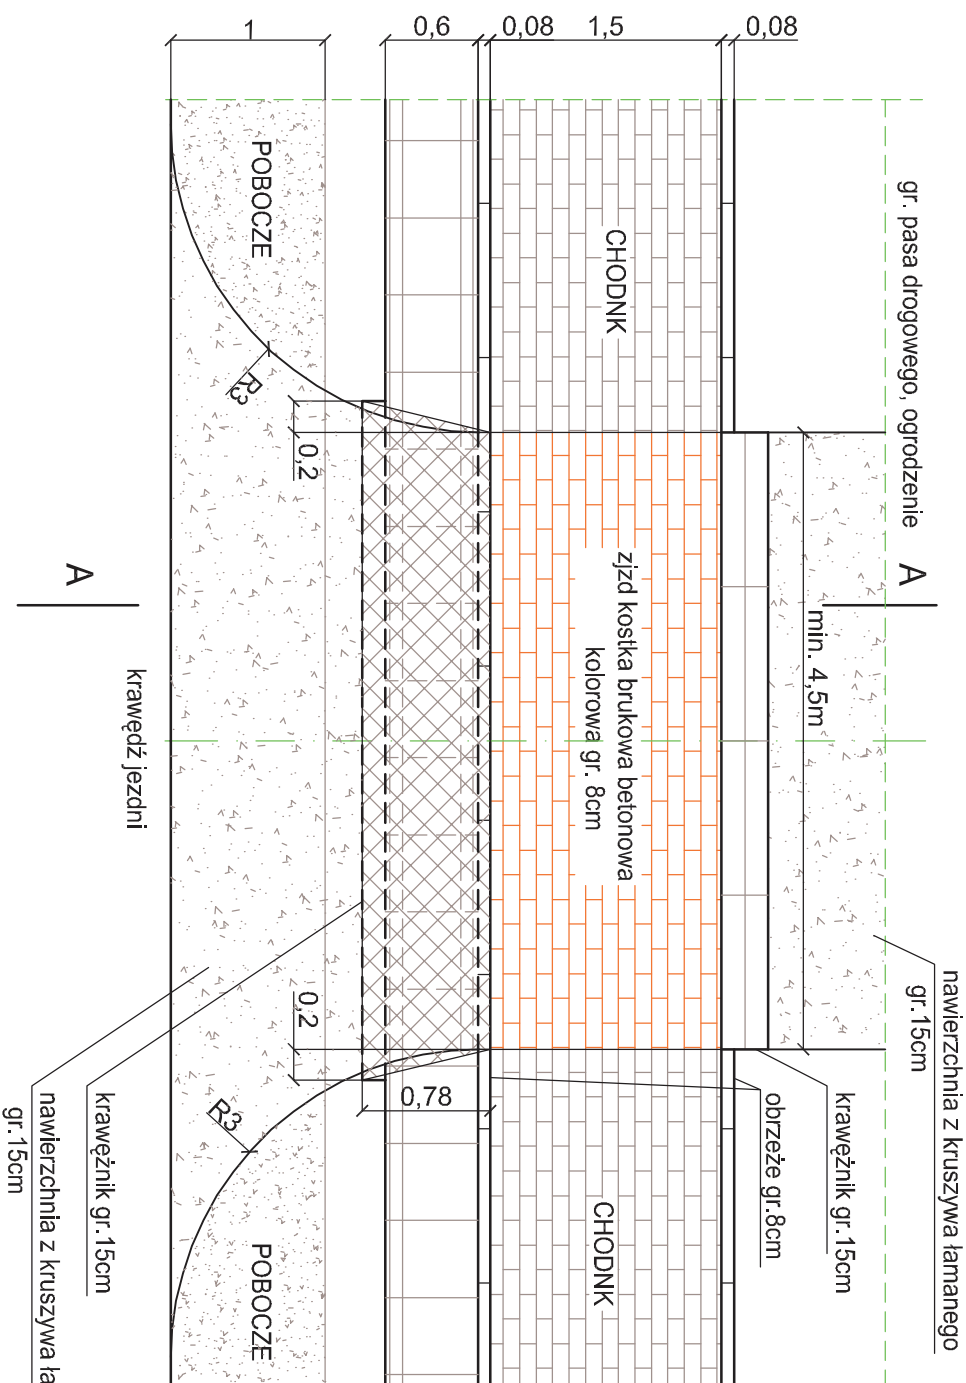 1
0,6
0,08
1,5
0,08
gr. pasa drogowego, ogrodzenie
POBOCZE
CHODNK
R3
0,2
A
A
min. 4,5m
zjzd kostka brukowa betonowa
kolorowa gr. 8cm
krawędź jezdni
nawierzchnia z kruszywa łamanego
gr.15cm
0,2
0,78
R3
krawężnik gr.15cm
obrzeże gr.8cm
krawężnik gr.15cm
nawierzchnia z kruszywa ła
gr.15cm
CHODNK
POBOCZE